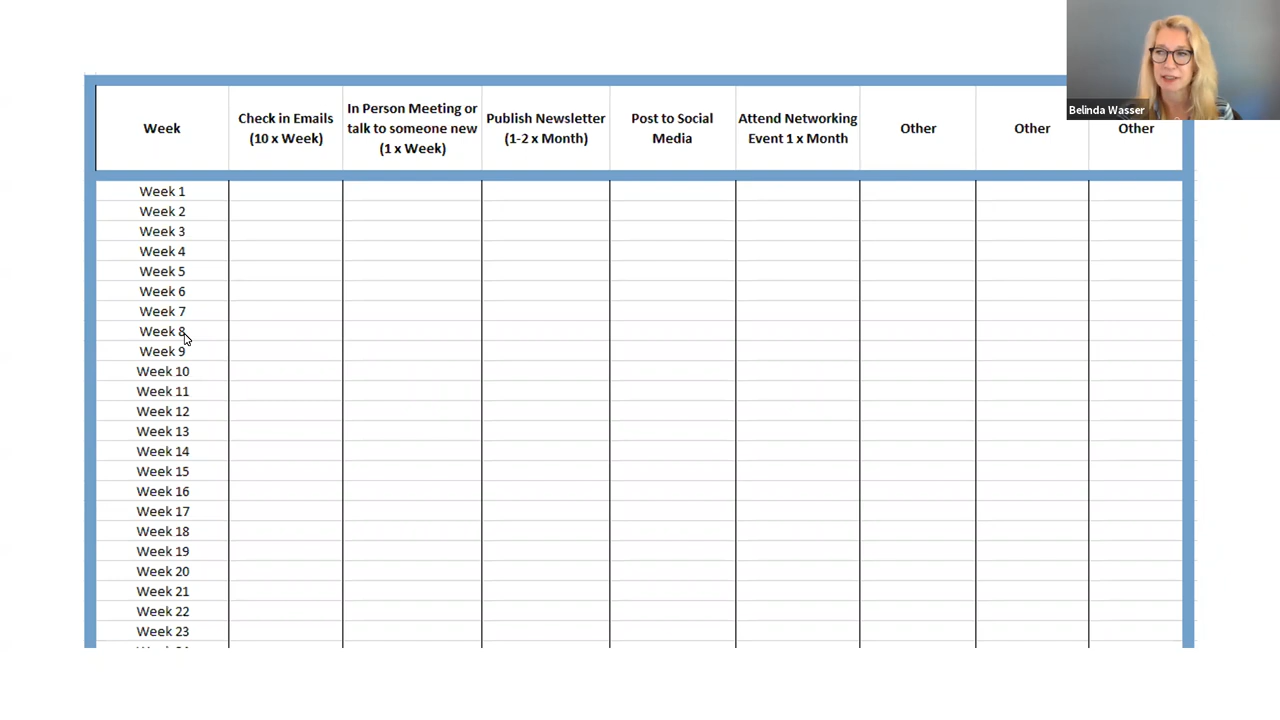 Belinda Wasser
Week
Check in Emails
(10 x Week)
In Person Meeting or
talk to someone new
(1 x Week)
Publish Newsletter
(1-2 x Month)
Post to Social
Media
Attend Networking
Event 1 x Month
Other
Other
Other
Week 1
Week 2
Week 3
Week 4
Week 5
Week 6
Week 7
Week 8
Week 9
Week 10
Week 11
Week 12
Week 13
Week 14
Week 15
Week 16
Week 17
Week 18
Week 19
Week 20
Week 21
Week 22
Week 23